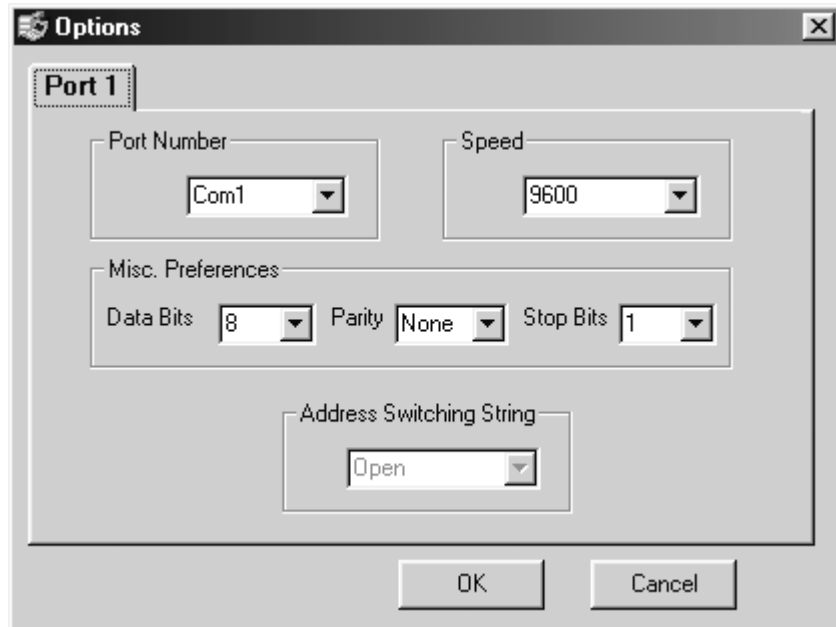 Options
Port 1
Port Number
Speed
Com1
9600
Misc. Preferences
Data Bits 8 Parity None Stop Bits 1
Address Switching String
Open
OK Cancel